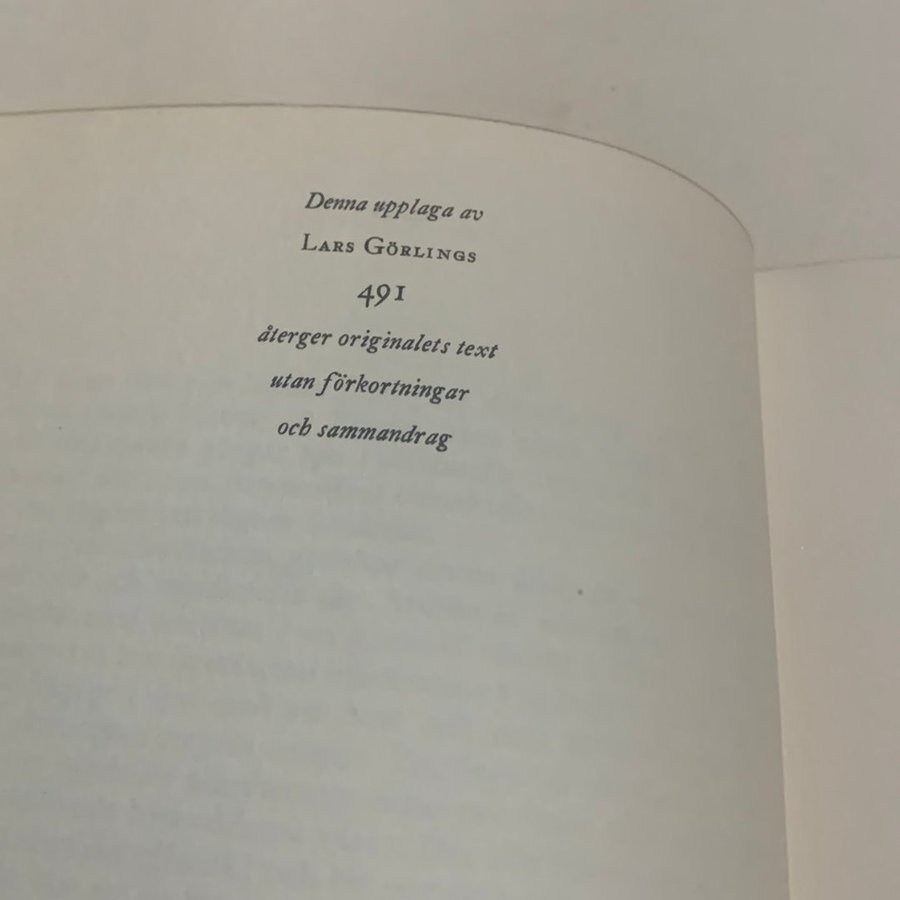 Denna upplaga av
LARS GÖRLINGS
491
återger originalets text
utan förkortningar
och sammandrag